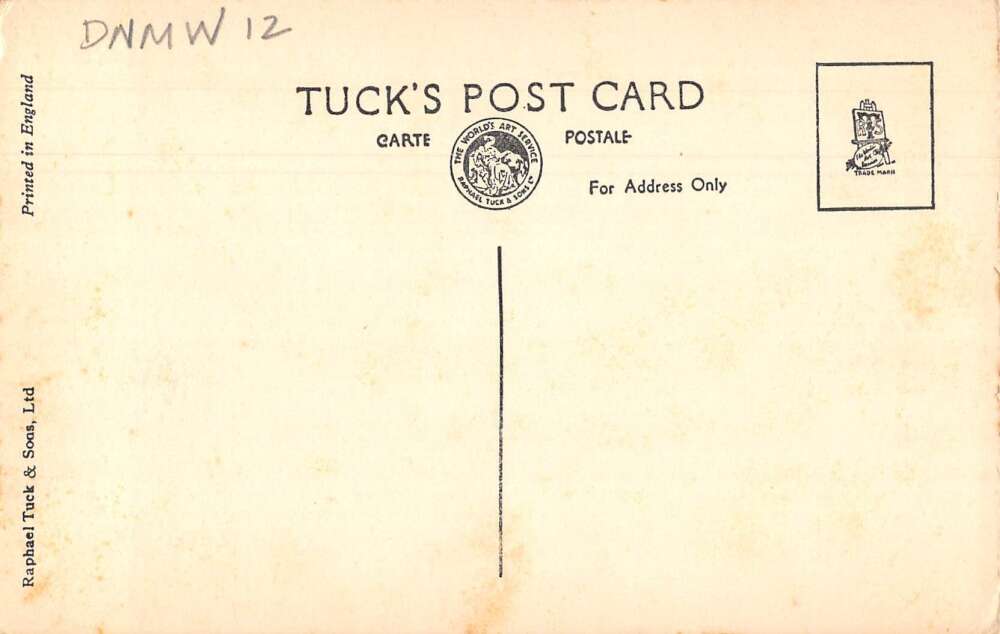 DNMW 12
TUCK'S POST CARD
CARTE POSTALE
THE WORLD'S ART SERVICE
RAPHAEL TUCK & SONS LD
For Address Only
TRADE MARK
Printed in England
Raphael Tuck & Sons, Ltd